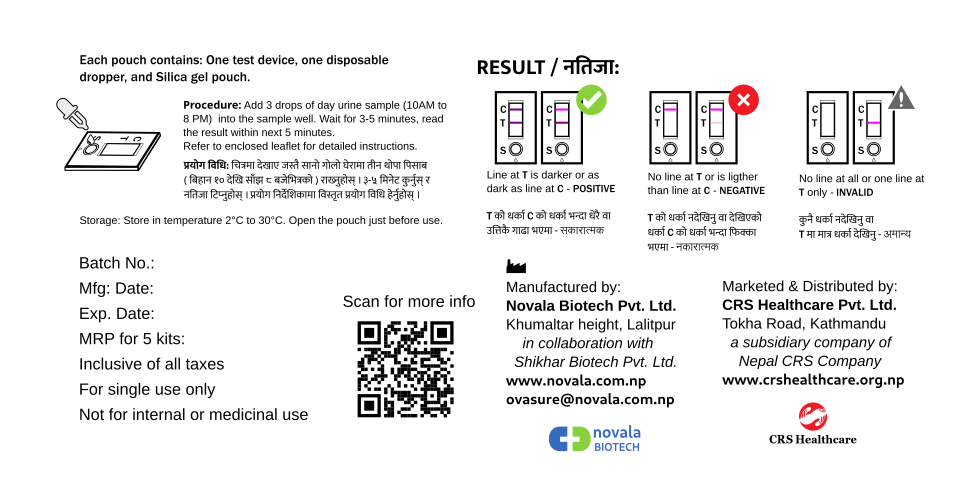 Each pouch contains: One test device, one disposable
dropper, and Silica gel pouch.
C
T
S
Procedure: Add 3 drops of day urine sample (10AM to
8 PM) into the sample well. Wait for 3-5 minutes, read
the result within next 5 minutes.
Refer to enclosed leaflet for detailed instructions.
प्रयोग विधि: चित्रमा देखाए जस्तै सानो गोलो घेरामा तीन थोपा पिसाब
( बिहान १० देखि साँझ ८ बजेभित्रको ) राख्नुहोस् । ३-५ मिनेट कुर्नुस् र
नतिजा टिप्नुहोस् । प्रयोग निर्देशिकामा विस्तृत प्रयोग विधि हेर्नुहोस् ।
Storage: Store in temperature 2°C to 30°C. Open the pouch just before use.
Batch No.:
Mfg: Date:
Exp. Date:
MRP for 5 kits:
Inclusive of all taxes
For single use only
Not for internal or medicinal use
Scan for more info
RESULT / नतिजा:
C
T
S
C
T
S
Line at T is darker or as
dark as line at C - POSITIVE
T को धर्का C को धर्का भन्दा धेरै वा
उत्तिकै गाढा भएमा - सकारात्मक
C
T
S
C
T
S
No line at T or is ligther
than line at C - NEGATIVE
T को धर्का नदेखिनु वा देखिएको
धर्का C को धर्का भन्दा फिक्का
भएमा - नकारात्मक
C
T
S
C
T
S
No line at all or one line at
T only - INVALID
कुनै धर्का नदेखिनु वा
T मा मात्र धर्का देखिनु - अमान्य
Manufactured by:
Novala Biotech Pvt. Ltd.
Khumaltar height, Lalitpur
in collaboration with
Shikhar Biotech Pvt. Ltd.
www.novala.com.np
ovasure@novala.com.np
novala
BIOTECH
Marketed & Distributed by:
CRS Healthcare Pvt. Ltd.
Tokha Road, Kathmandu
a subsidiary company of
Nepal CRS Company
www.crshealthcare.org.np
CRS Healthcare